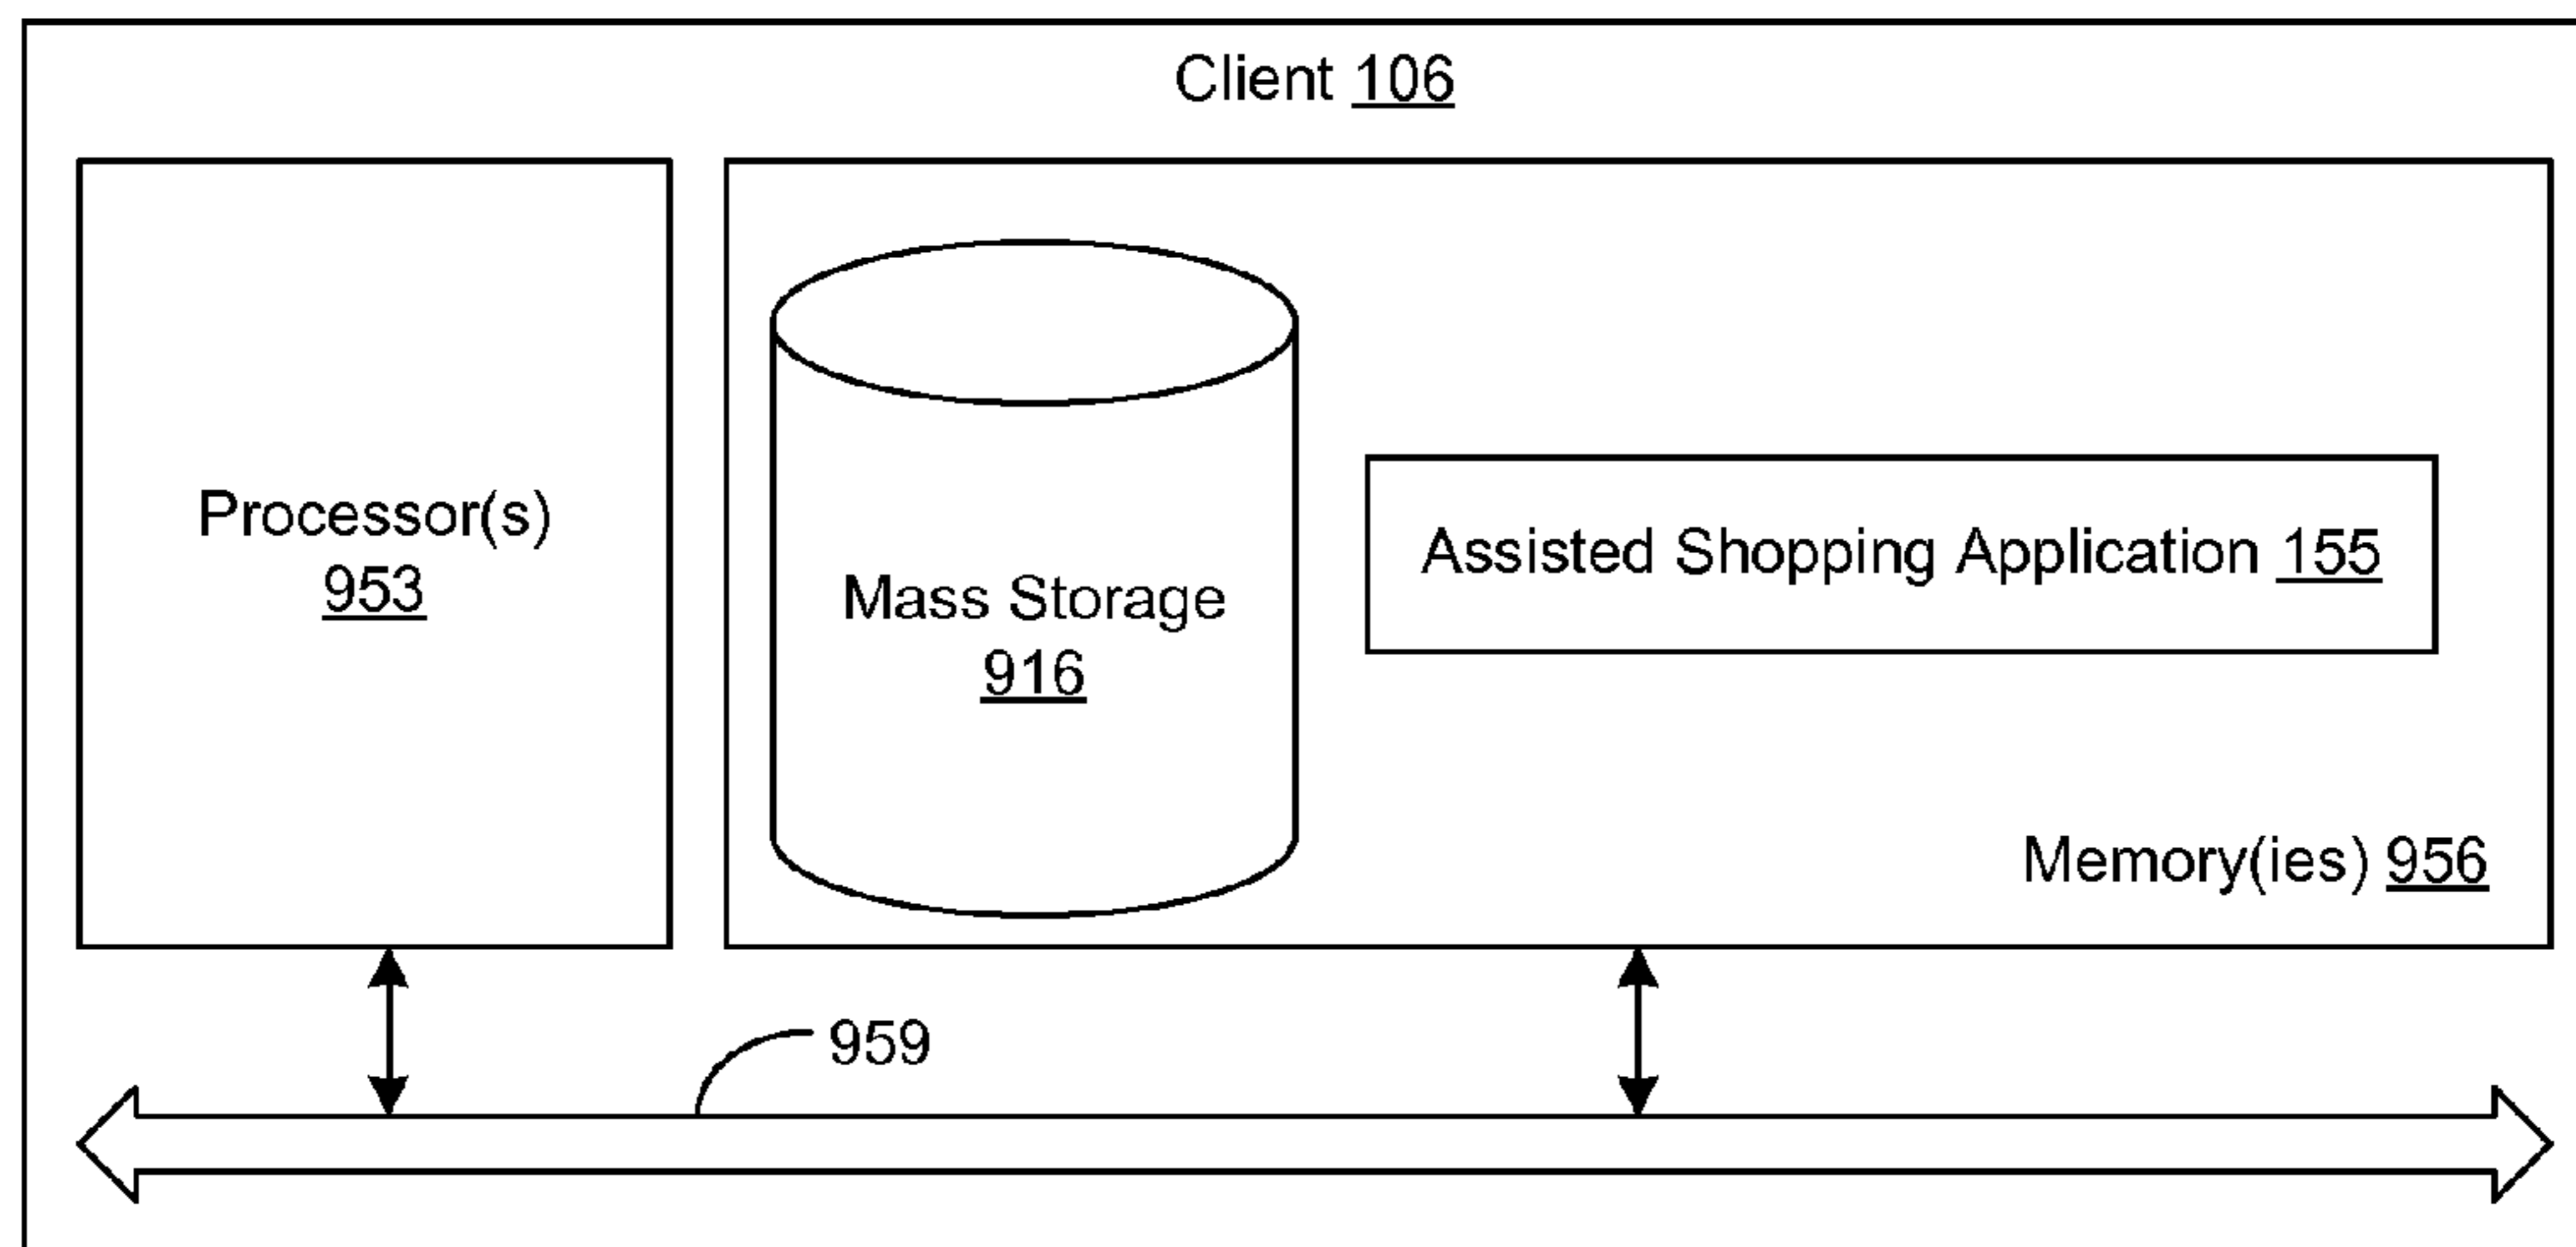 Client 106
Processor(s)
953
Mass Storage
916
Assisted Shopping Application 155
Memory(ies) 956
959